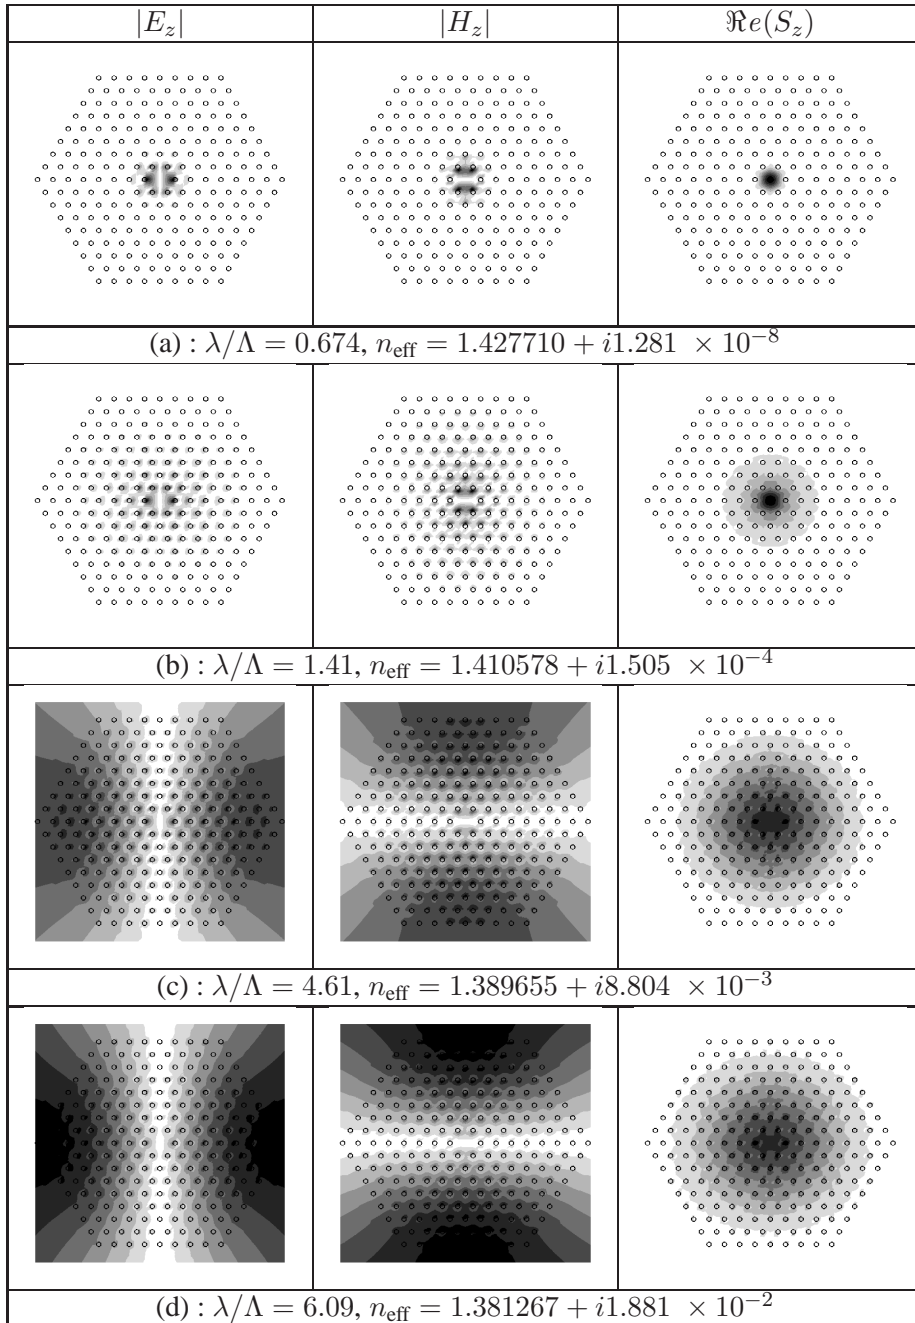 |E_z| |H_z| ℜe(S_z)
(a) : λ/Λ = 0.674, n_eff = 1.427710 + i1.281 × 10^−8
(b) : λ/Λ = 1.41, n_eff = 1.410578 + i1.505 × 10^−4
(c) : λ/Λ = 4.61, n_eff = 1.389655 + i8.804 × 10^−3
(d) : λ/Λ = 6.09, n_eff = 1.381267 + i1.881 × 10^−2